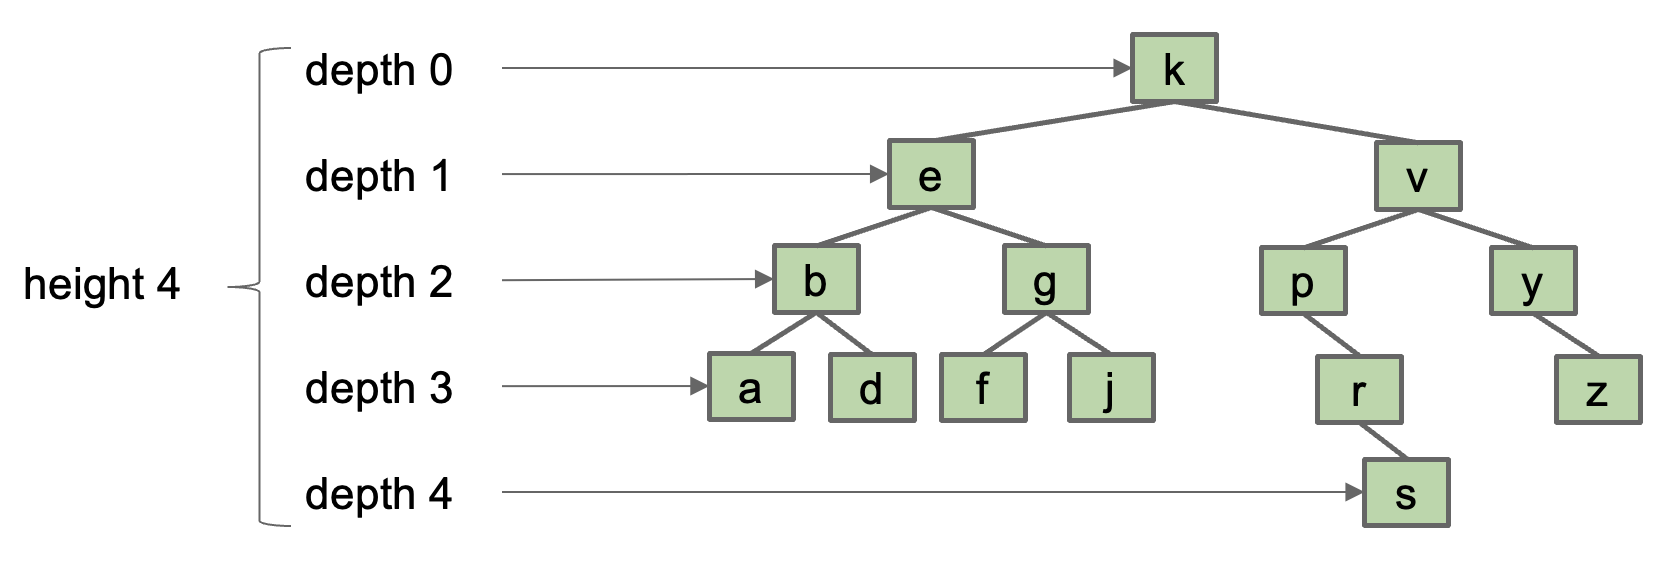 depth 0 k
depth 1 e v
height 4 depth 2 b g p y
depth 3 a d f j r z
depth 4 s